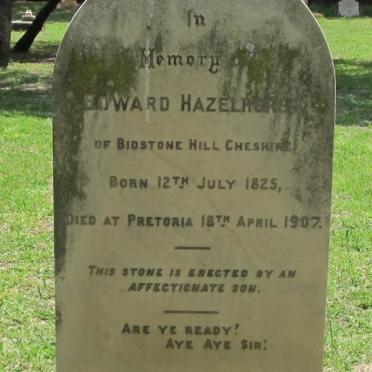 In
Memory
EDWARD HAZELHURST
OF BIDSTONE HILL CHESHIRE
BORN 12TH JULY 1825,
DIED AT PRETORIA 18TH APRIL 1907.
THIS STONE IS ERECTED BY AN
AFFECTIONATE SON.
ARE YE READY!
AYE AYE SIR!